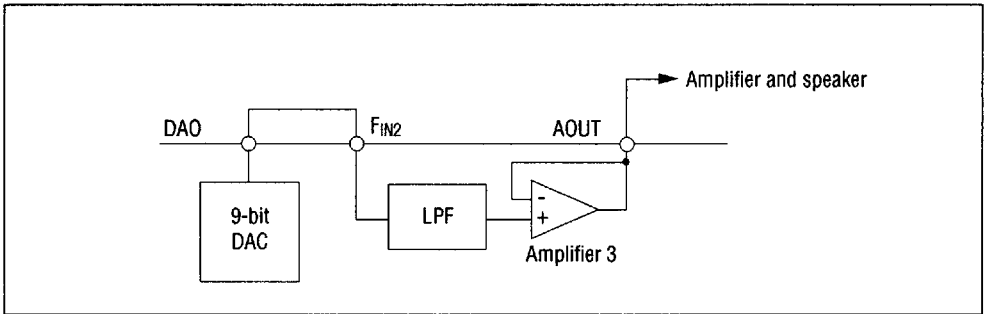 Amplifier and speaker
DAO
FIN2
AOUT
9-bit
DAC
LPF
-
+
Amplifier 3